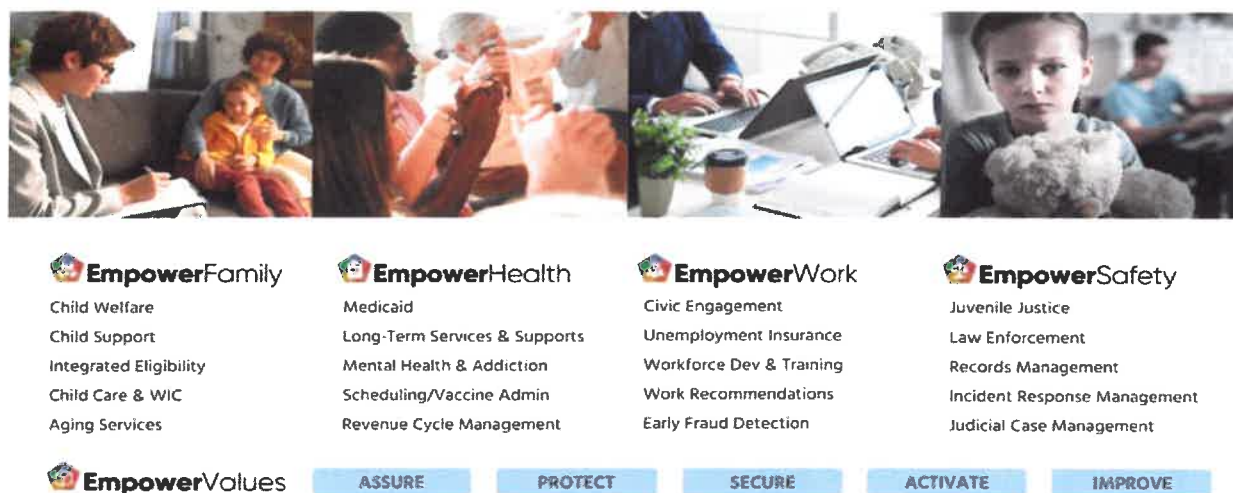 EmpowerFamily
Child Welfare
Child Support
Integrated Eligibility
Child Care & WIC
Aging Services
EmpowerHealth
Medicaid
Long-Term Services & Supports
Mental Health & Addiction
Scheduling/Vaccine Admin
Revenue Cycle Management
EmpowerWork
Civic Engagement
Unemployment Insurance
Workforce Dev & Training
Work Recommendations
Early Fraud Detection
EmpowerSafety
Juvenile Justice
Law Enforcement
Records Management
Incident Response Management
Judicial Case Management
EmpowerValues
ASSURE
PROTECT
SECURE
ACTIVATE
IMPROVE